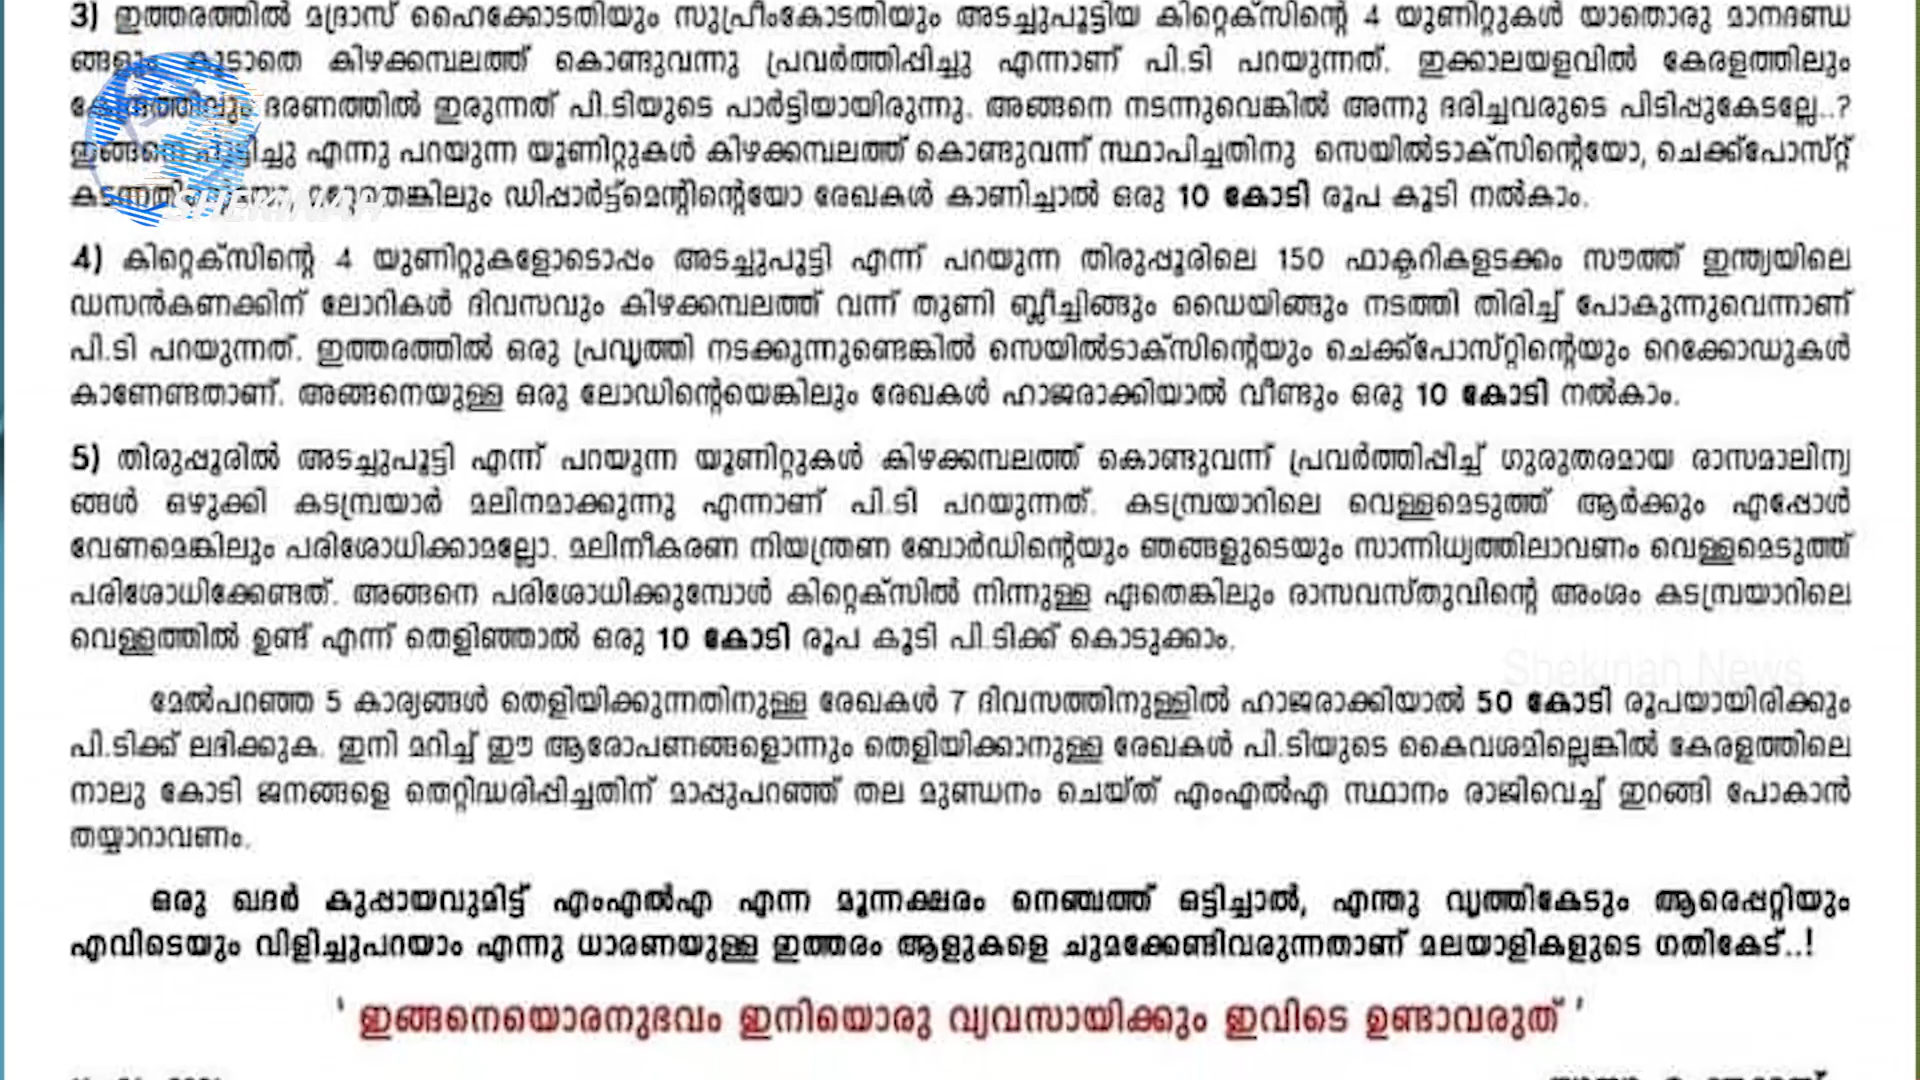 3) ഇത്തരത്തിൽ മദ്രാസ് ഹൈക്കോടതിയും സുപ്രീംകോടതിയും അടച്ചുപൂട്ടിയ കിറ്റെക്സിന്റെ 4 യുണിറ്റുകൾ യാതൊരു മാനദണ്ഡ
ങ്ങളും കൂടാതെ കിഴക്കമ്പലത്ത് കൊണ്ടുവന്നു പ്രവർത്തിപ്പിച്ചു എന്നാണ് പി.ടി പറയുന്നത്. ഇക്കാലയളവിൽ കേരളത്തിലും
കേന്ദ്രത്തിലും ഭരണത്തിൽ ഇരുന്നത് പി.ടിയുടെ പാർട്ടിയായിരുന്നു. അങ്ങനെ നടന്നുവെങ്കിൽ അന്നു ഭരിച്ചവരുടെ പിടിപ്പുകേടല്ലേ..?
ഇങ്ങനെ എന്നു പറയുന്ന യൂണിറ്റുകൾ കിഴക്കമ്പലത്ത് കൊണ്ടുവന്ന് സ്ഥാപിച്ചതിനു സെയിൽടാക്സിന്റെയോ, ചെക്ക്പോസ്റ്റ്
ഡിപ്പാർട്ട്മെന്റിന്റെയോ രേഖകൾ കാണിച്ചാൽ ഒരു 10 കോടി രൂപ കൂടി നൽകാം.
SHEKINAH
4) കിറ്റെക്സിന്റെ 4 യുണിറ്റുകളോടൊപ്പം അടച്ചുപൂട്ടി എന്ന് പറയുന്ന തിരുപ്പൂരിലെ 150 ഫാക്ടറികളടക്കം സൗത്ത് ഇന്ത്യയിലെ
ഡസൻകണക്കിന് ലോറികൾ ദിവസവും കിഴക്കമ്പലത്ത് വന്ന് തുണി ബ്ലീച്ചിങ്ങും ഡൈയിങ്ങും നടത്തി തിരിച്ച് പോകുന്നുവെന്നാണ്
പി.ടി പറയുന്നത്. ഇത്തരത്തിൽ ഒരു പ്രവൃത്തി നടക്കുന്നുണ്ടെങ്കിൽ സെയിൽടാക്സിന്റെയും ചെക്ക്പോസ്റ്റിന്റെയും റെക്കോഡുകൾ
കാണേണ്ടതാണ്. അങ്ങനെയുള്ള ഒരു ലോഡിന്റെയെങ്കിലും രേഖകൾ ഹാജരാക്കിയാൽ വീണ്ടും ഒരു 10 കോടി നൽകാം.
5) തിരുപ്പൂരിൽ അടച്ചുപൂട്ടി എന്ന് പറയുന്ന യൂണിറ്റുകൾ കിഴക്കമ്പലത്ത് കൊണ്ടുവന്ന് പ്രവർത്തിപ്പിച്ച് ഗുരുതരമായ രാസമാലിന്യ
ങ്ങൾ ഒഴുക്കി കടമ്പ്രയാർ മലിനമാക്കുന്നു എന്നാണ് പി.ടി പറയുന്നത്. കടമ്പ്രയാറിലെ വെള്ളമെടുത്ത് ആർക്കും എപ്പോൾ
വേണമെങ്കിലും പരിശോധിക്കാമല്ലോ. മലിനീകരണ നിയന്ത്രണ ബോർഡിന്റെയും ഞങ്ങളുടെയും സാന്നിധ്യത്തിലാവണം വെള്ളമെടുത്ത്
പരിശോധിക്കേണ്ടത്. അങ്ങനെ പരിശോധിക്കുമ്പോൾ കിറ്റെക്സിൽ നിന്നുള്ള ഏതെങ്കിലും രാസവസ്തുവിന്റെ അംശം കടമ്പ്രയാറിലെ
വെള്ളത്തിൽ ഉണ്ട് എന്ന് തെളിഞ്ഞാൽ ഒരു 10 കോടി രൂപ കൂടി പി.ടിക്ക് കൊടുക്കാം.
Shekinah News
മേൽപറഞ്ഞ 5 കാര്യങ്ങൾ തെളിയിക്കുന്നതിനുള്ള രേഖകൾ 7 ദിവസത്തിനുള്ളിൽ ഹാജരാക്കിയാൽ 50 കോടി രൂപയായിരിക്കും
പി.ടിക്ക് ലഭിക്കുക. ഇനി മറിച്ച് ഈ ആരോപണങ്ങളൊന്നും തെളിയിക്കാനുള്ള രേഖകൾ പി.ടിയുടെ കൈവശമില്ലെങ്കിൽ കേരളത്തിലെ
നാലു കോടി ജനങ്ങളെ തെറ്റിദ്ധരിപ്പിച്ചതിന് മാപ്പുപറഞ്ഞ് തല മുണ്ഡനം ചെയ്ത് എംഎൽഎ സ്ഥാനം രാജിവെച്ച് ഇറങ്ങി പോകാൻ
തയ്യാറാവണം.
ഒരു ഖദർ കുപ്പായവുമിട്ട് എംഎൽഎ എന്ന മൂന്നക്ഷരം നെഞ്ചത്ത് ഒട്ടിച്ചാൽ, എന്തു വൃത്തികേടും ആരെപ്പറ്റിയും
എവിടെയും വിളിച്ചുപറയാം എന്നു ധാരണയുള്ള ഇത്തരം ആളുകളെ ചുമക്കേണ്ടിവരുന്നതാണ് മലയാളികളുടെ ഗതികേട്..!
' ഇങ്ങനെയൊരനുഭവം ഇനിയൊരു വ്യവസായിക്കും ഇവിടെ ഉണ്ടാവരുത് '